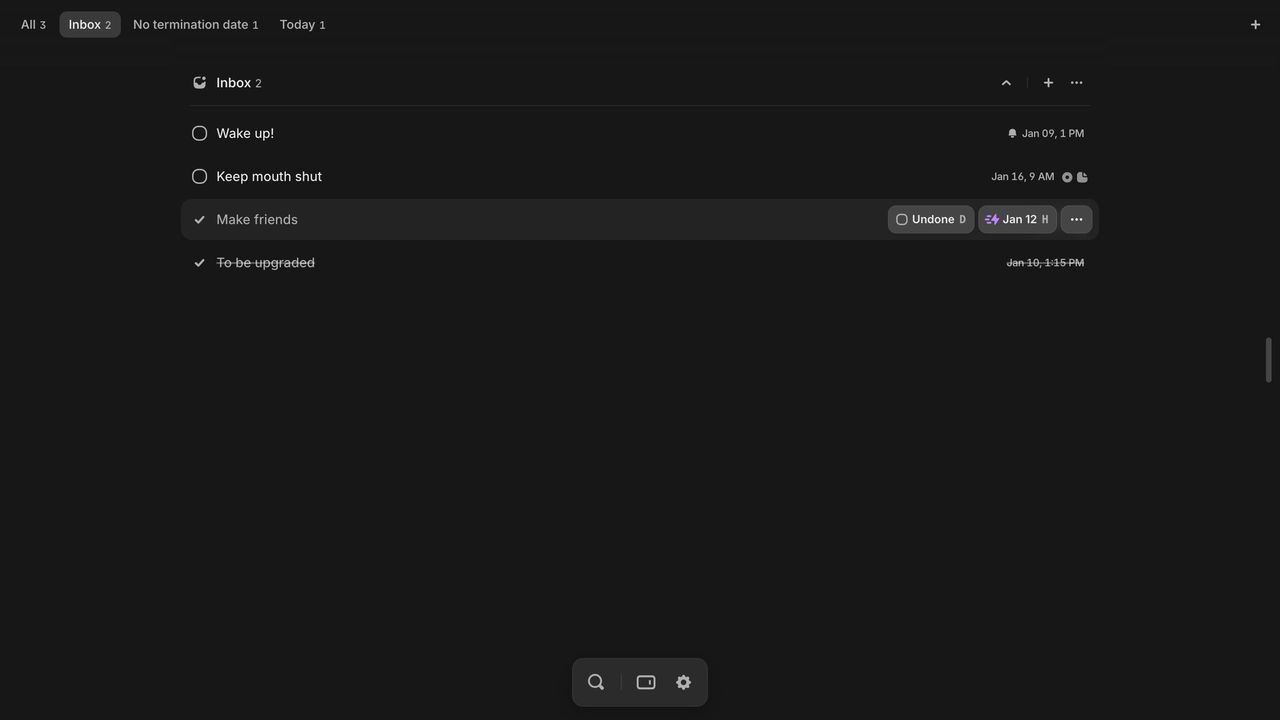 All 3 Inbox 2 No termination date 1 Today 1
Inbox 2
Wake up! Jan 09, 1 PM
Keep mouth shut Jan 16, 9 AM
Make friends Undone D Jan 12 H
To be upgraded Jan 10, 1:15 PM